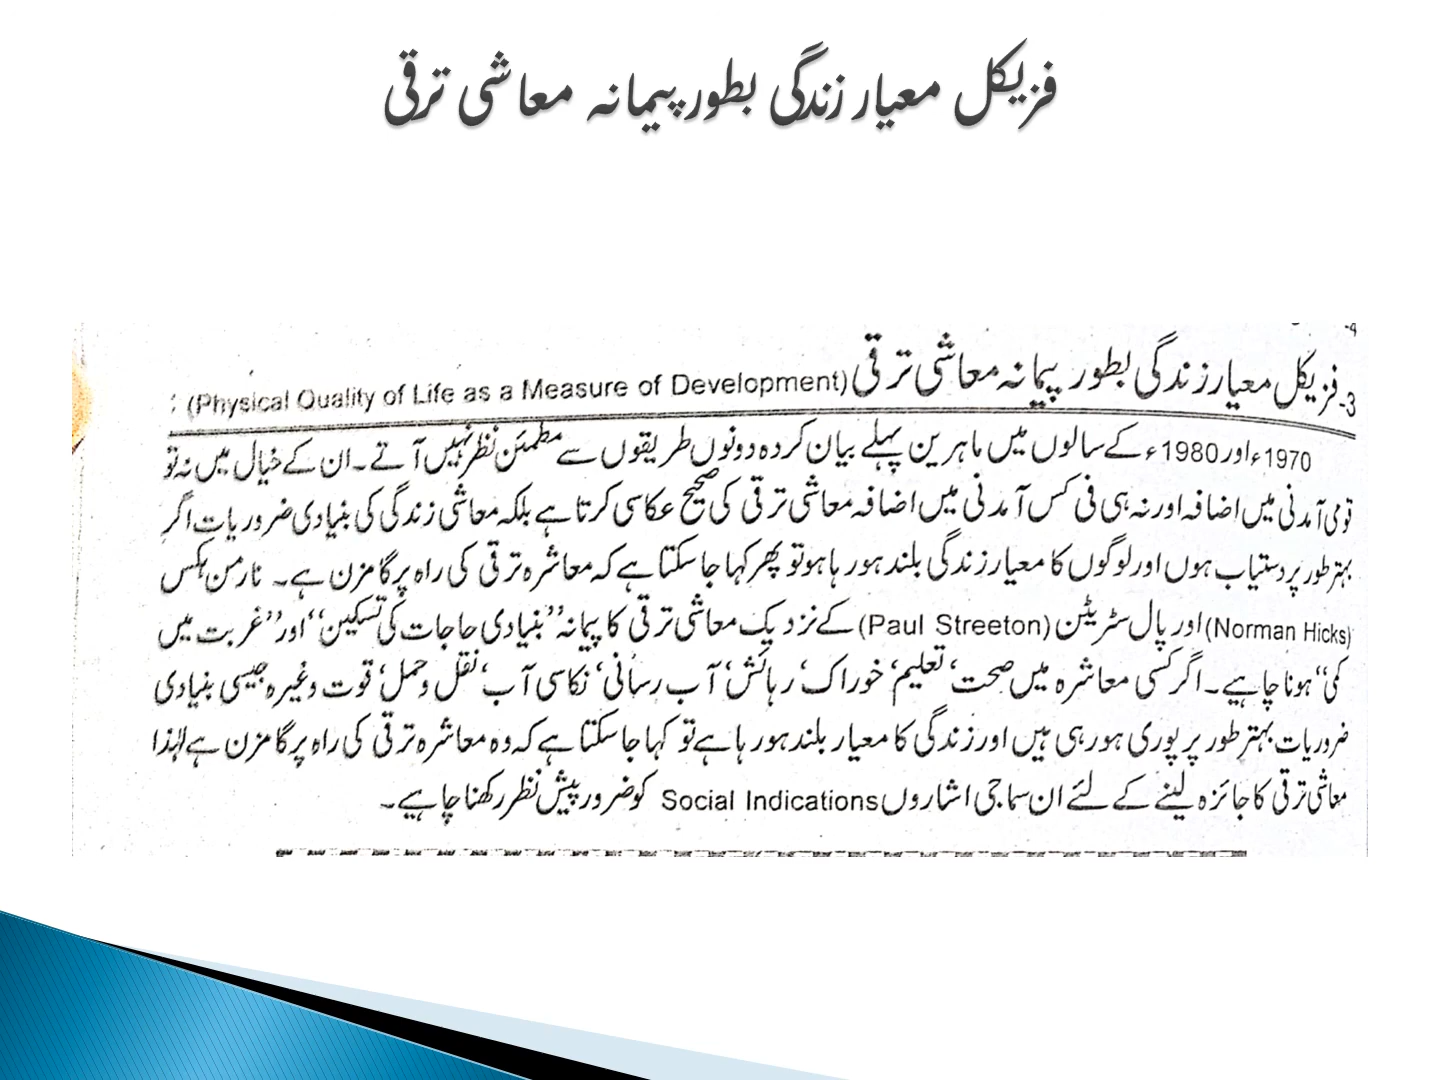 فزیکل معیار زندگی بطور پیمانہ معاشی ترقی
-4
3-فزیکل معیار زندگی بطور پیمانہ معاشی ترقی (Physical Quality of Life as a Measure of Development) :
1970ء اور 1980ء کے سالوں میں ماہرین پہلے بیان کردہ دونوں طریقوں سے مطمئن نظر نہیں آتے۔ ان کے خیال میں نہ تو
قومی آمدنی میں اضافہ اور نہ ہی فی کس آمدنی میں اضافہ معاشی ترقی کی صحیح عکاسی کرتا ہے بلکہ معاشی زندگی کی بنیادی ضروریات اگر
بہتر طور پر دستیاب ہوں اور لوگوں کا معیار زندگی بلند ہو رہا ہو تو پھر کہا جا سکتا ہے کہ معاشرہ ترقی کی راہ پر گامزن ہے۔ نارمن ہکس
(Norman Hicks) اور پال سٹریٹن (Paul Streeton) کے نزدیک معاشی ترقی کا پیمانہ ’’بنیادی حاجات کی تسکین‘‘ اور ’’غربت میں
کمی‘‘ ہونا چاہیے۔ اگر کسی معاشرہ میں صحت‘ تعلیم‘ خوراک‘ رہائش‘ آب رسانی‘ نکاسی آب‘ نقل و حمل‘ قوت وغیرہ جیسی بنیادی
ضروریات بہتر طور پر پوری ہو رہی ہیں اور زندگی کا معیار بلند ہو رہا ہے تو کہا جا سکتا ہے کہ وہ معاشرہ ترقی کی راہ پر گامزن ہے لہٰذا
معاشی ترقی کا جائزہ لینے کے لئے ان سماجی اشاروں Social Indications کو ضرور پیش نظر رکھنا چاہیے۔